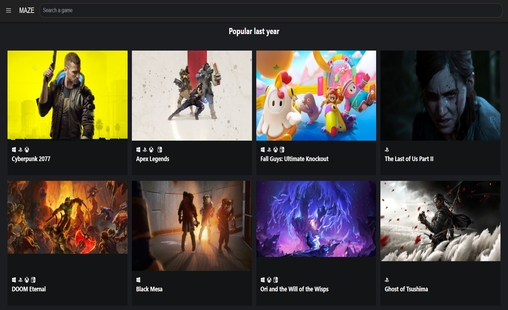 MAZE
Search a game
Popular last year
Cyberpunk 2077
Apex Legends
Fall Guys: Ultimate Knockout
The Last of Us Part II
DOOM Eternal
Black Mesa
Ori and the Will of the Wisps
Ghost of Tsushima